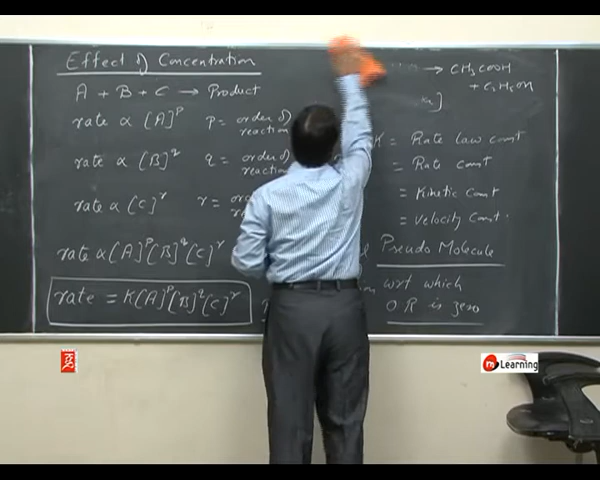 Effect of Concentration
A + B + C → Product
rate ∝ [A]^p p = order of reaction
rate ∝ [B]^q q = order of reaction
rate ∝ [C]^r r =
rate ∝ [A]^p [B]^q [C]^r
rate = K[A]^p [B]^q [C]^r
→ CH3COOH
+ C2H5OH
K = Rate law const
= Rate const
= Kinetic const
= Velocity const.
Pseudo Molecule
wrt which
O R is zero
Learning